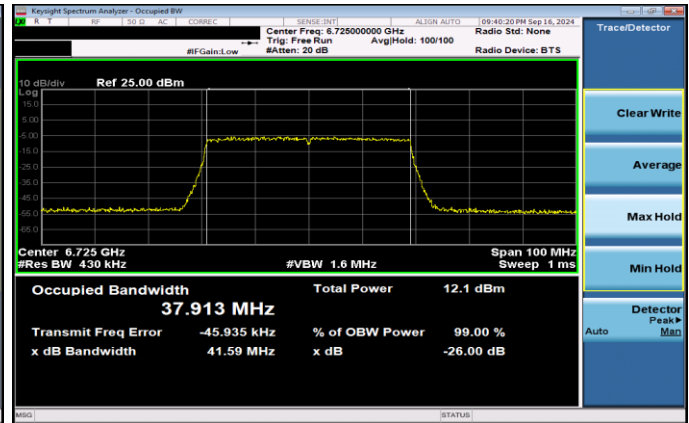 Keysight Spectrum Analyzer - Occupied BW
R T RF 50 Ω AC CORREC SENSE:INT ALIGN AUTO 09:40:20 PM Sep 16, 2024
Center Freq: 6.725000000 GHz Radio Std: None
Trig: Free Run Avg|Hold: 100/100
#IFGain:Low #Atten: 20 dB Radio Device: BTS
Trace/Detector
10 dB/div Ref 25.00 dBm
Log
15.0
5.00
-5.00
-15.0
-25.0
-35.0
-45.0
-55.0
-65.0
Center 6.725 GHz Span 100 MHz
#Res BW 430 kHz #VBW 1.6 MHz Sweep 1 ms
Occupied Bandwidth Total Power 12.1 dBm
37.913 MHz
Transmit Freq Error -45.935 kHz % of OBW Power 99.00 %
x dB Bandwidth 41.59 MHz x dB -26.00 dB
Clear Write
Average
Max Hold
Min Hold
Detector
Peak▶
Auto Man
MSG STATUS